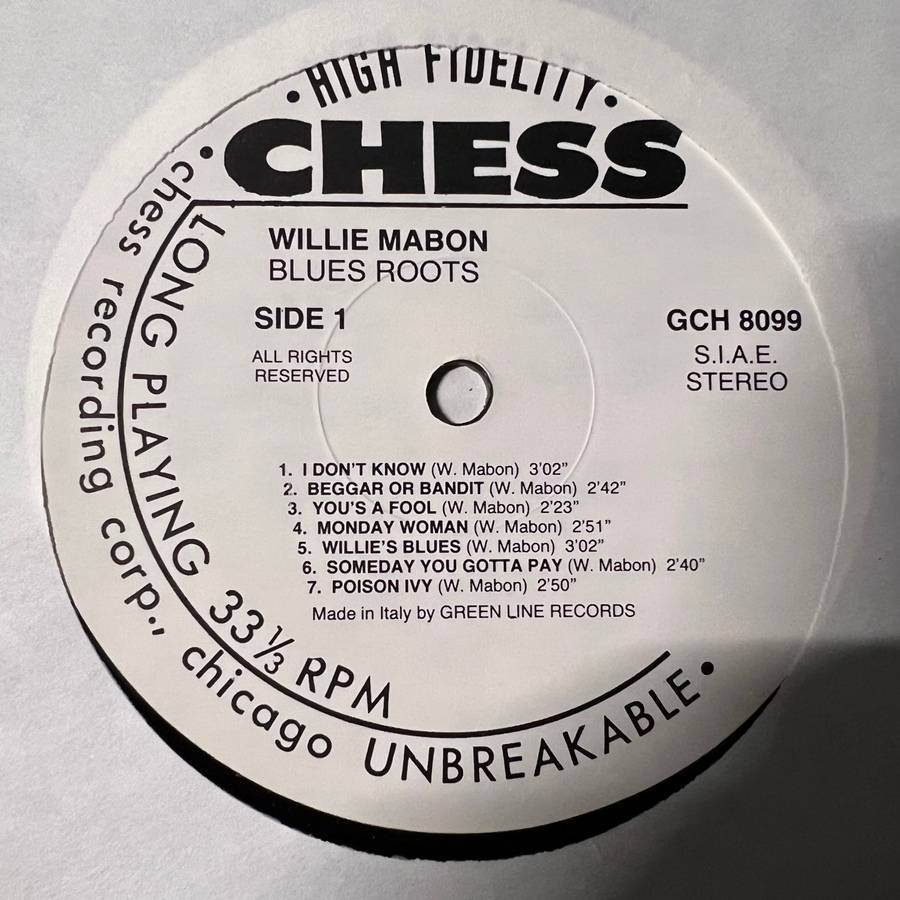 • HIGH FIDELITY •
CHESS
WILLIE MABON
BLUES ROOTS
SIDE 1
GCH 8099
ALL RIGHTS
RESERVED
S.I.A.E.
STEREO
1. I DON'T KNOW (W. Mabon) 3'02"
2. BEGGAR OR BANDIT (W. Mabon) 2'42"
3. YOU'S A FOOL (W. Mabon) 2'23"
4. MONDAY WOMAN (W. Mabon) 2'51"
5. WILLIE'S BLUES (W. Mabon) 3'02"
6. SOMEDAY YOU GOTTA PAY (W. Mabon) 2'40"
7. POISON IVY (W. Mabon) 2'50"
Made in Italy by GREEN LINE RECORDS
LONG PLAYING 33⅓ RPM
• chess recording corp., chicago UNBREAKABLE •